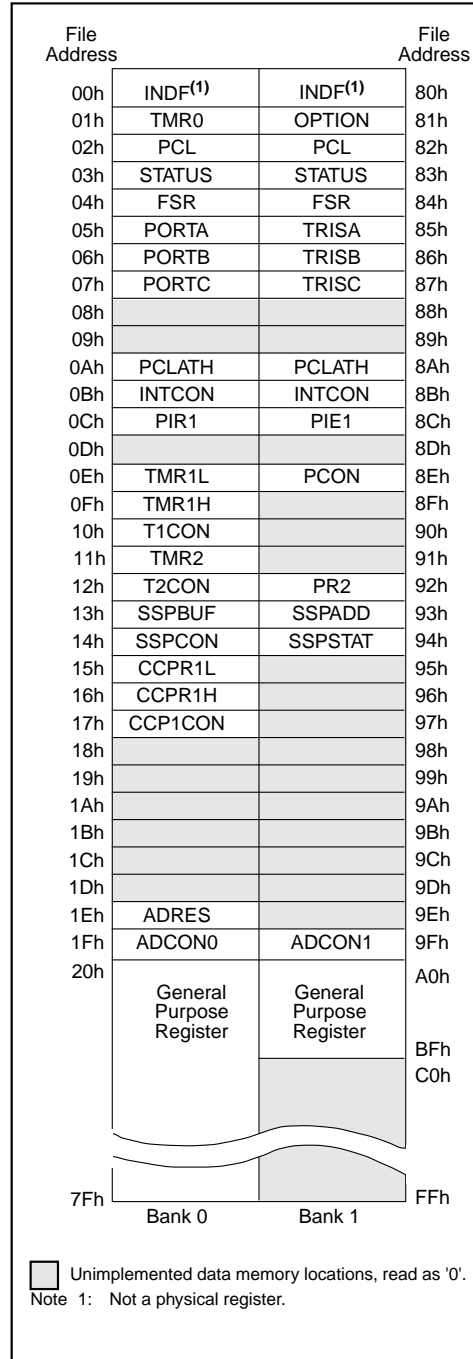 File Address File Address
00h INDF(1) INDF(1) 80h
01h TMR0 OPTION 81h
02h PCL PCL 82h
03h STATUS STATUS 83h
04h FSR FSR 84h
05h PORTA TRISA 85h
06h PORTB TRISB 86h
07h PORTC TRISC 87h
08h 88h
09h 89h
0Ah PCLATH PCLATH 8Ah
0Bh INTCON INTCON 8Bh
0Ch PIR1 PIE1 8Ch
0Dh 8Dh
0Eh TMR1L PCON 8Eh
0Fh TMR1H 8Fh
10h T1CON 90h
11h TMR2 91h
12h T2CON PR2 92h
13h SSPBUF SSPADD 93h
14h SSPCON SSPSTAT 94h
15h CCPR1L 95h
16h CCPR1H 96h
17h CCP1CON 97h
18h 98h
19h 99h
1Ah 9Ah
1Bh 9Bh
1Ch 9Ch
1Dh 9Dh
1Eh ADRES 9Eh
1Fh ADCON0 ADCON1 9Fh
20h General Purpose Register General Purpose Register A0h
BFh
C0h
7Fh FFh
Bank 0 Bank 1
Unimplemented data memory locations, read as '0'.
Note 1: Not a physical register.